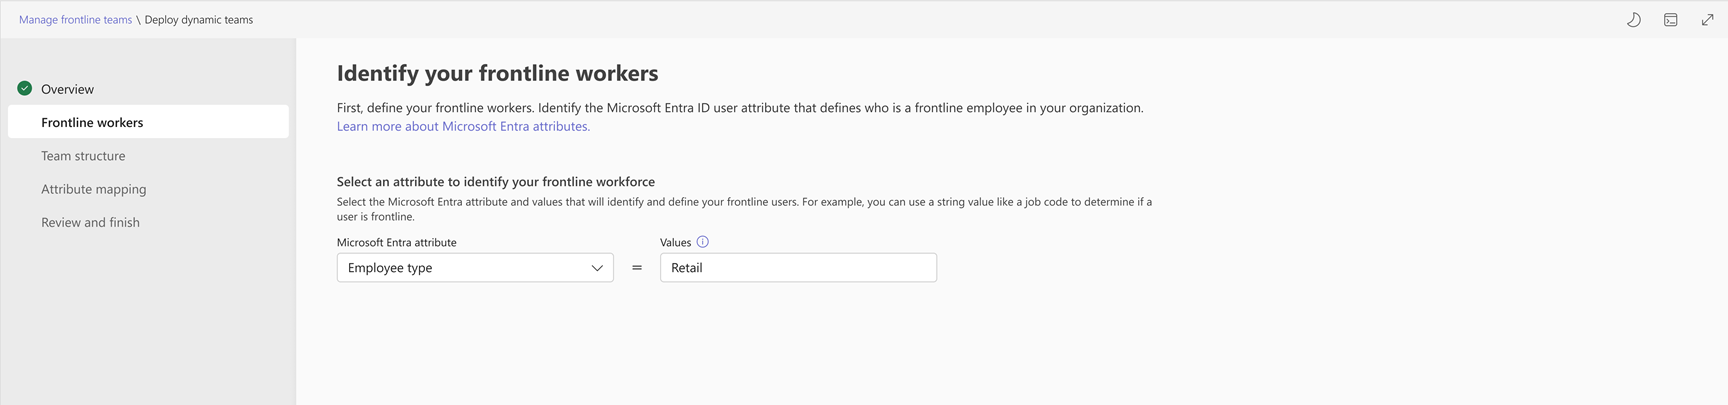 Manage frontline teams \ Deploy dynamic teams
Overview
Frontline workers
Team structure
Attribute mapping
Review and finish
Identify your frontline workers
First, define your frontline workers. Identify the Microsoft Entra ID user attribute that defines who is a frontline employee in your organization.
Learn more about Microsoft Entra attributes.
Select an attribute to identify your frontline workforce
Select the Microsoft Entra attribute and values that will identify and define your frontline users. For example, you can use a string value like a job code to determine if a
user is frontline.
Microsoft Entra attribute
Values
Employee type = Retail